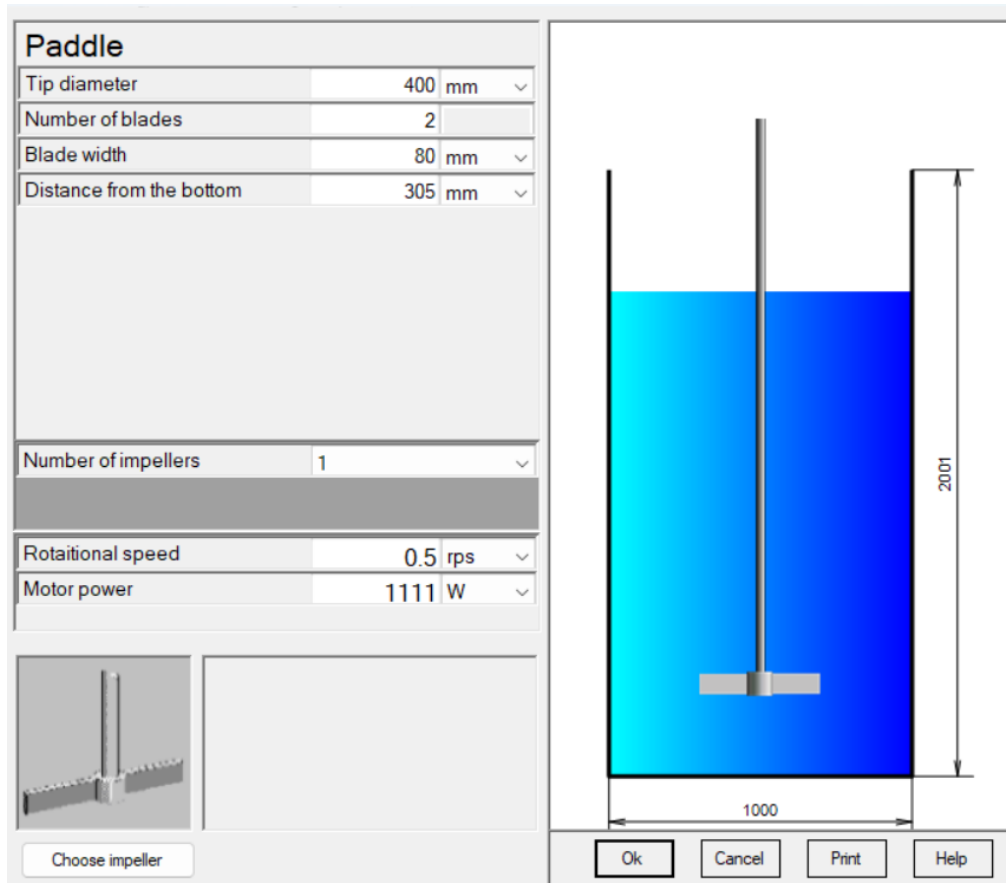 Paddle
Tip diameter 400 mm
Number of blades 2
Blade width 80 mm
Distance from the bottom 305 mm
Number of impellers 1
Rotaitional speed 0.5 rps
Motor power 1111 W
Choose impeller
2001
1000
Ok Cancel Print Help